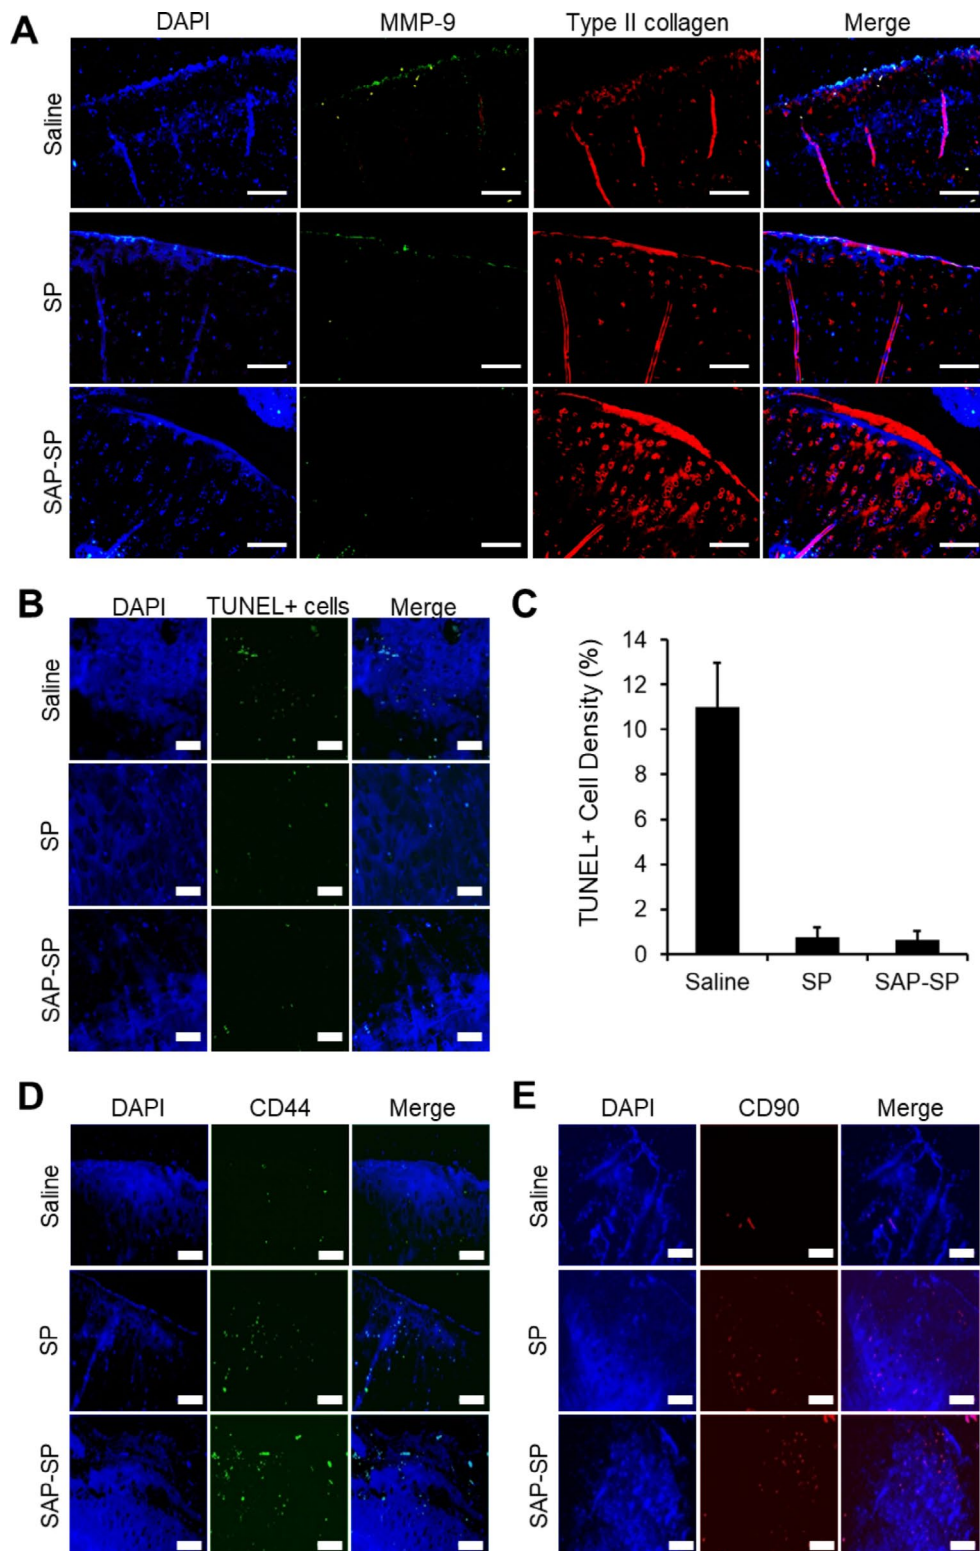 A
DAPI MMP-9 Type II collagen Merge
Saline
SP
SAP-SP
B
DAPI TUNEL+ cells Merge
Saline
SP
SAP-SP
C
TUNEL+ Cell Density (%)
14
12
10
8
6
4
2
0
Saline SP SAP-SP
D
DAPI CD44 Merge
Saline
SP
SAP-SP
E
DAPI CD90 Merge
Saline
SP
SAP-SP